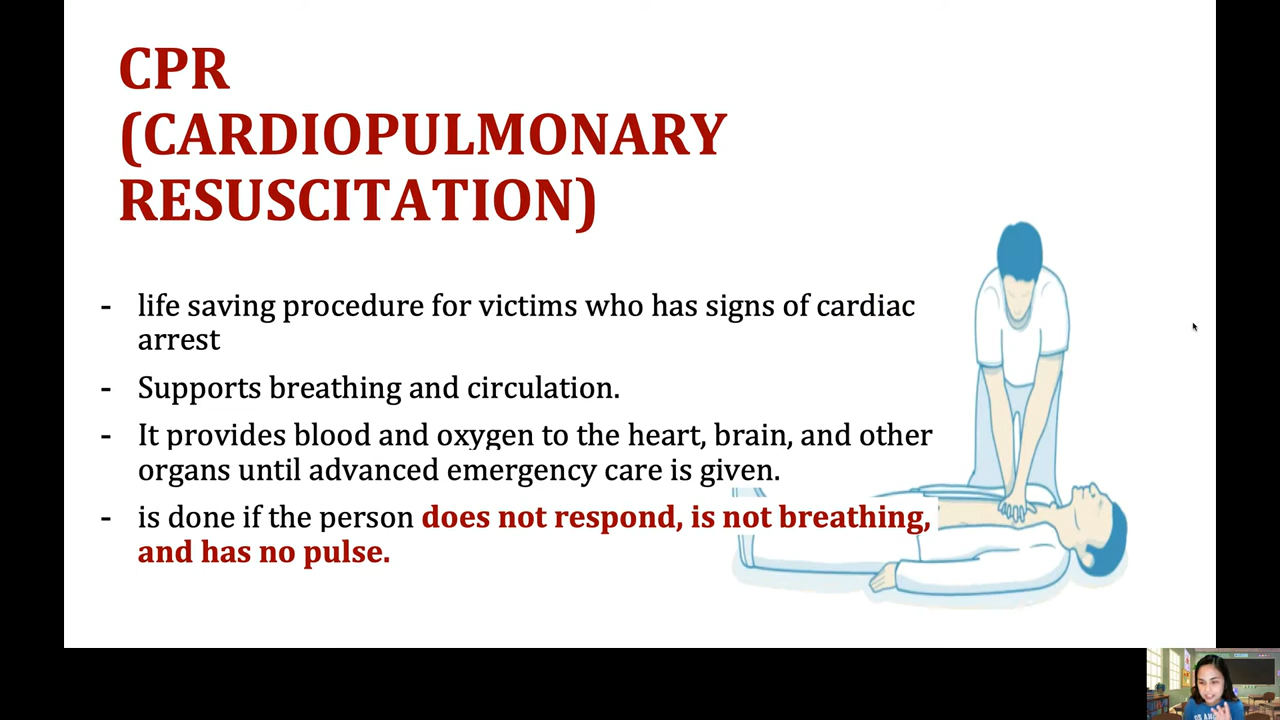 CPR
(CARDIOPULMONARY
RESUSCITATION)
- life saving procedure for victims who has signs of cardiac
arrest
- Supports breathing and circulation.
- It provides blood and oxygen to the heart, brain, and other
organs until advanced emergency care is given.
- is done if the person does not respond, is not breathing,
and has no pulse.